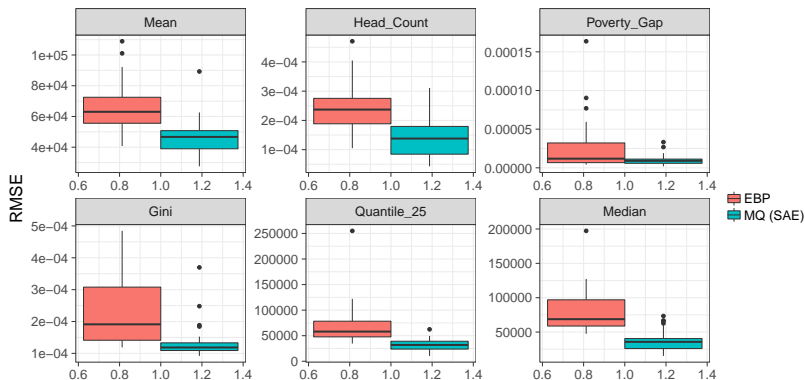 Mean
Head_Count
Poverty_Gap
1e+05
8e+04
6e+04
4e+04
0.6 0.8 1.0 1.2 1.4
4e−04
2e−04
1e−04
0.6 0.8 1.0 1.2 1.4
0.00015
0.00010
0.00005
0.00000
0.6 0.8 1.0 1.2 1.4
RMSE
Gini
Quantile_25
Median
5e−04
4e−04
3e−04
2e−04
1e−04
0.6 0.8 1.0 1.2 1.4
250000
200000
150000
100000
50000
0
0.6 0.8 1.0 1.2 1.4
200000
150000
100000
50000
0.6 0.8 1.0 1.2 1.4
EBP
MQ (SAE)